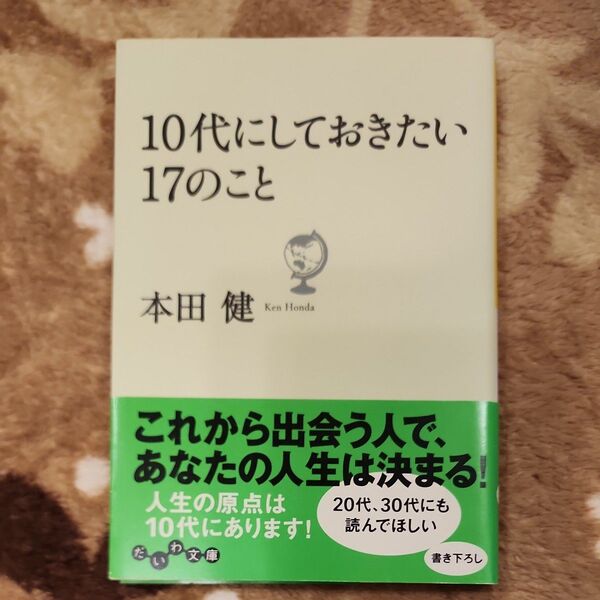 10代にしておきたい
17のこと
本田 健 Ken Honda
これから出会う人で、
あなたの人生は決まる!
人生の原点は
10代にあります!
20代、30代にも
読んでほしい
だいわ文庫
書き下ろし